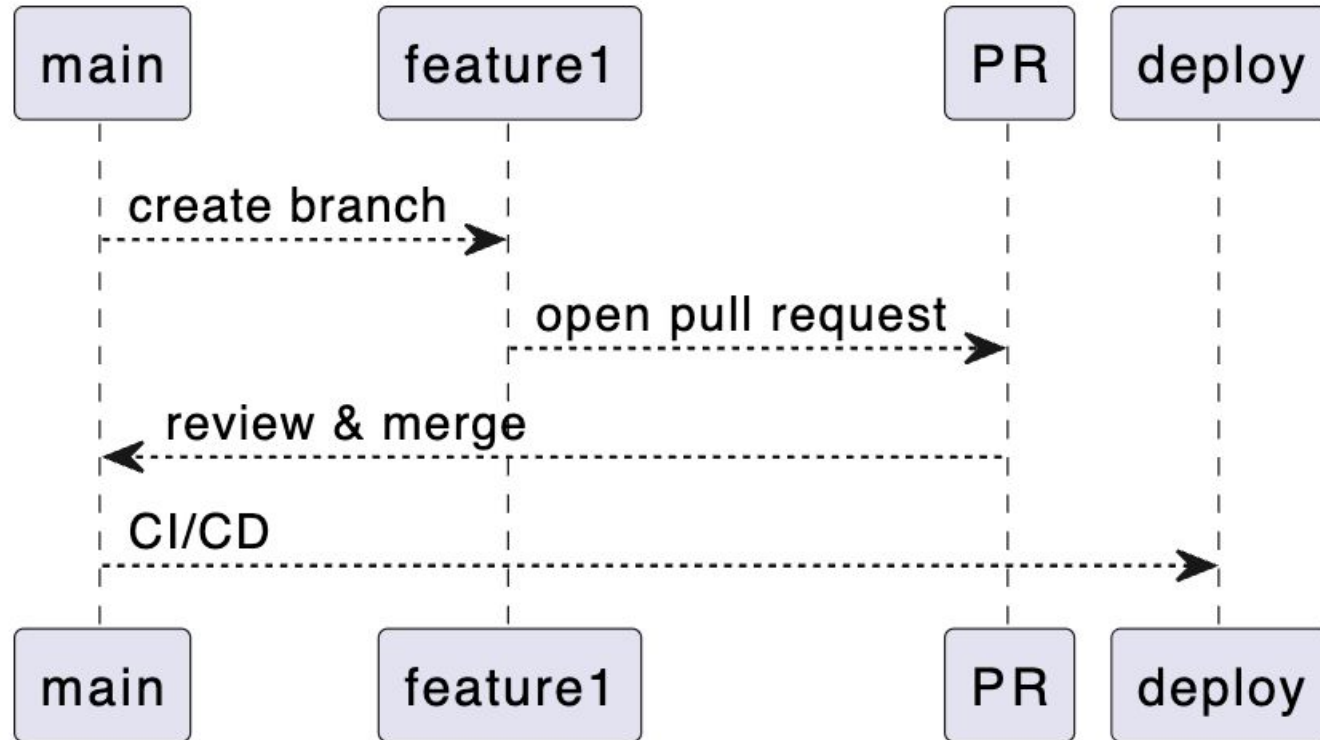 main feature1 PR deploy
create branch
open pull request
review & merge
CI/CD
main feature1 PR deploy